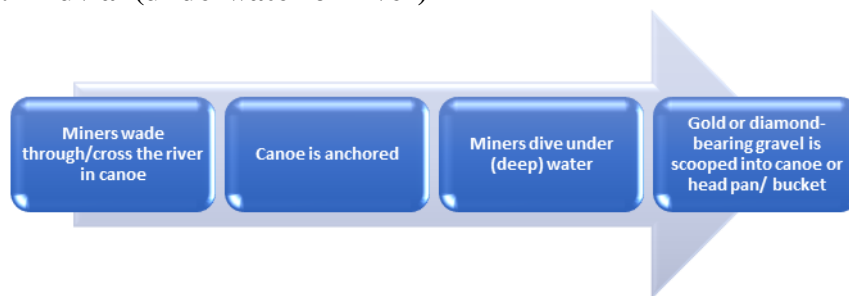 Miners wade
through/cross the river
in canoe
Canoe is anchored
Miners dive under
(deep) water
Gold or diamond-
bearing gravel is
scooped into canoe or
head pan/ bucket